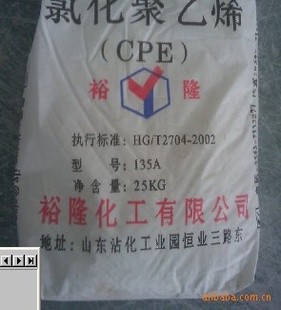 氯化聚乙烯
(CPE)
裕 隆
执行标准: HG/T2704-2002
型 号: 135A
净含量: 25KG
裕隆化工有限公司
地址: 山东沾化工业园恒业三路东
alibaba.com.cn